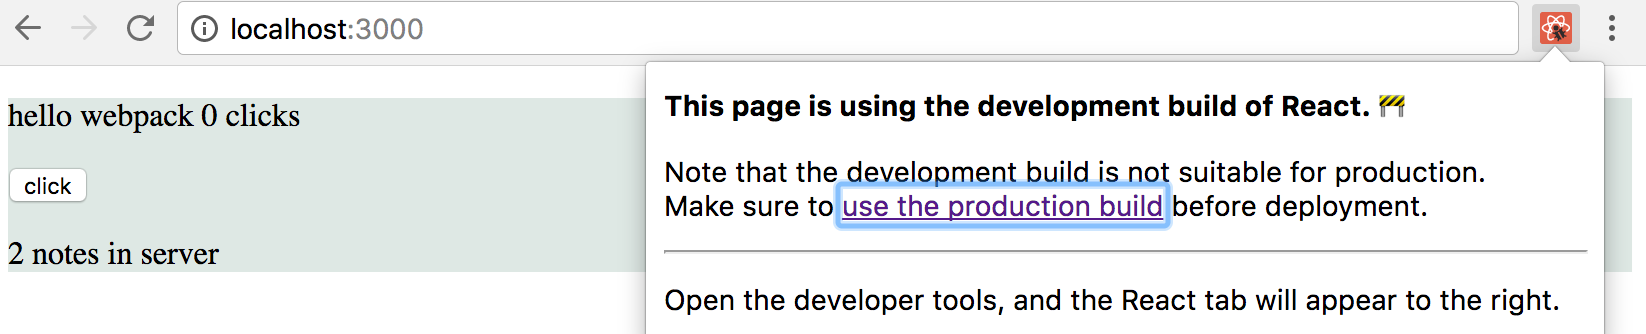 localhost:3000
hello webpack 0 clicks
click
2 notes in server
This page is using the development build of React. 🚧
Note that the development build is not suitable for production.
Make sure to use the production build before deployment.
Open the developer tools, and the React tab will appear to the right.